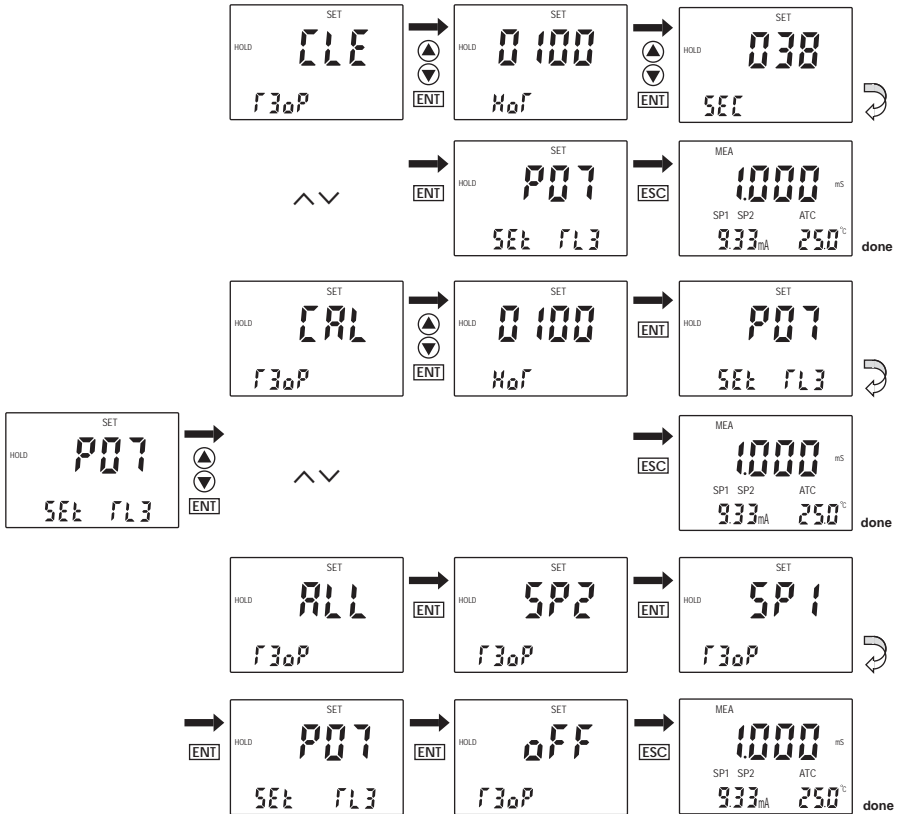 SET
HOLD
CLE
r3oP
ENT
SET
HOLD
0100
Hor
ENT
SET
HOLD
038
SEC
ENT
SET
HOLD
P07
SEt rL3
ESC
MEA
1.000 mS
SP1 SP2 ATC
9.33mA 25.0°C
done
SET
HOLD
CAL
r3oP
ENT
SET
HOLD
0100
Hor
ENT
SET
HOLD
P07
SEt rL3
SET
HOLD
P07
SEt rL3
ENT
ESC
MEA
1.000 mS
SP1 SP2 ATC
9.33mA 25.0°C
done
SET
HOLD
ALL
r3oP
ENT
SET
HOLD
SP2
r3oP
ENT
SET
HOLD
SP1
r3oP
ENT
SET
HOLD
P07
SEt rL3
ENT
SET
HOLD
oFF
r3oP
ESC
MEA
1.000 mS
SP1 SP2 ATC
9.33mA 25.0°C
done